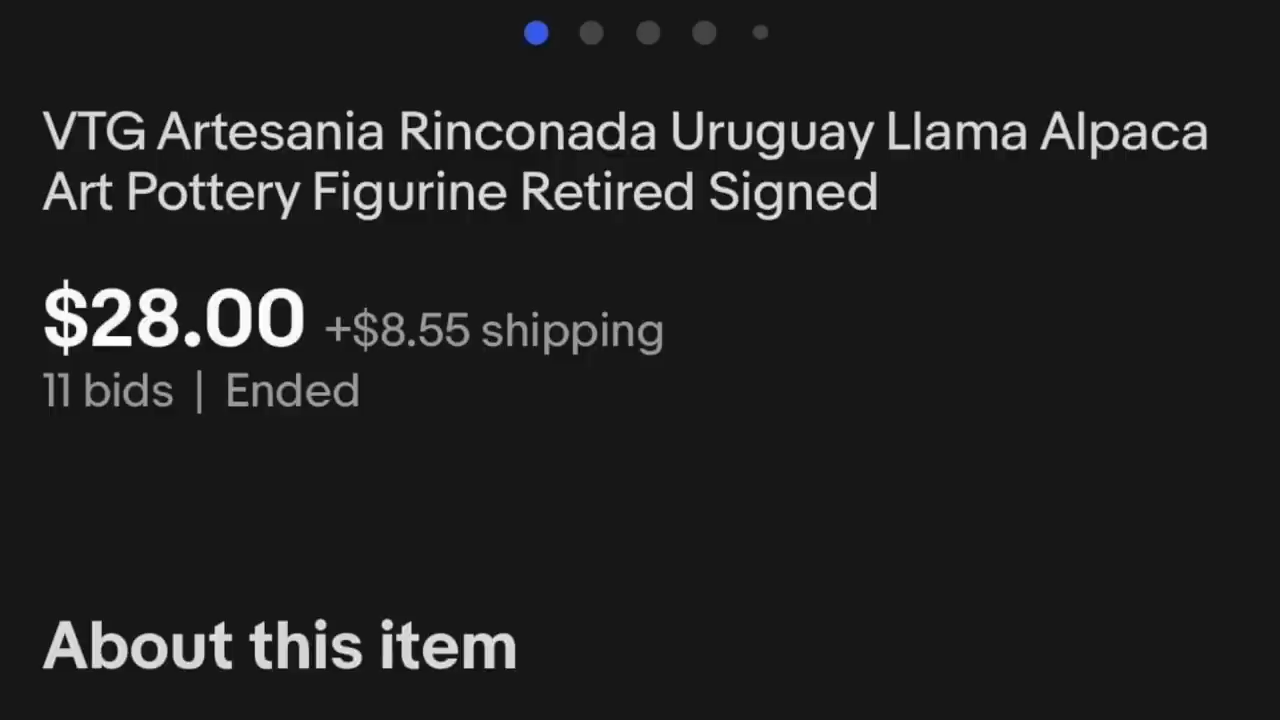 VTG Artesania Rinconada Uruguay Llama Alpaca
Art Pottery Figurine Retired Signed
$28.00 +$8.55 shipping
11 bids | Ended
About this item